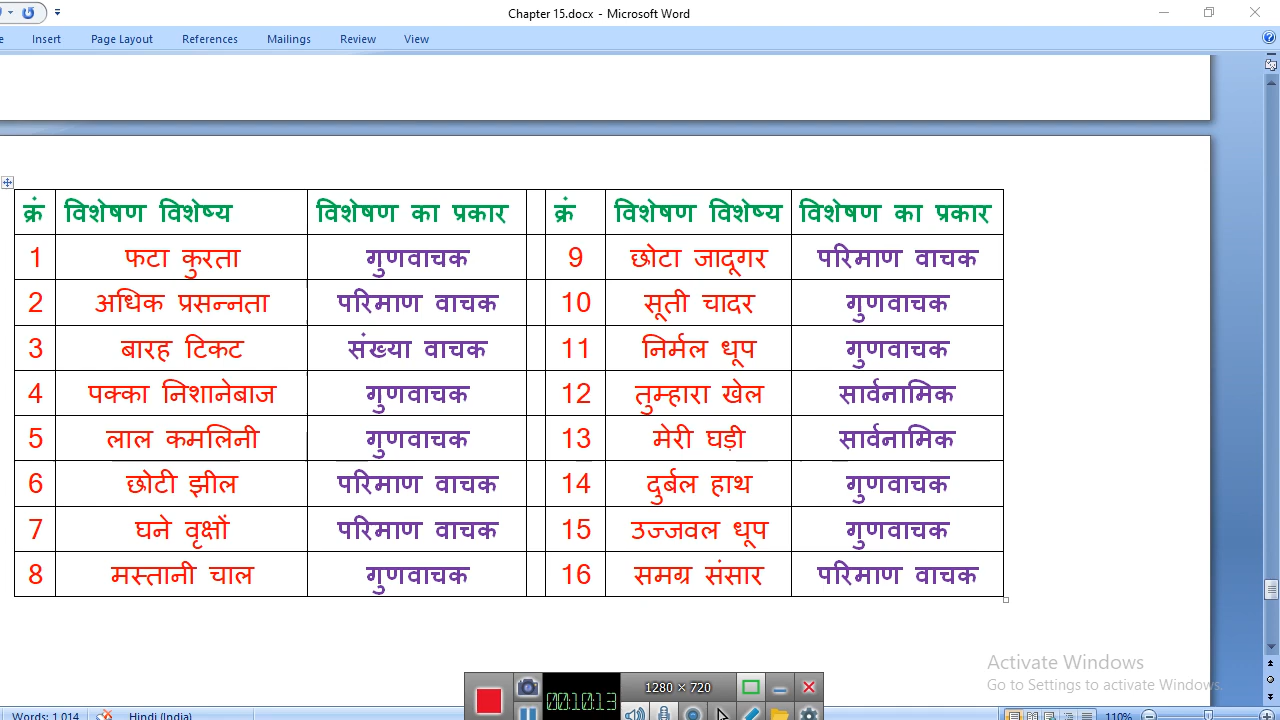 Chapter 15.docx - Microsoft Word
Insert Page Layout References Mailings Review View
क्रं विशेषण विशेष्य विशेषण का प्रकार क्रं विशेषण विशेष्य विशेषण का प्रकार
1 फटा कुरता गुणवाचक 9 छोटा जादूगर परिमाण वाचक
2 अधिक प्रसन्नता परिमाण वाचक 10 सूती चादर गुणवाचक
3 बारह टिकट संख्या वाचक 11 निर्मल धूप गुणवाचक
4 पक्का निशानेबाज गुणवाचक 12 तुम्हारा खेल सार्वनामिक
5 लाल कमलिनी गुणवाचक 13 मेरी घड़ी सार्वनामिक
6 छोटी झील परिमाण वाचक 14 दुर्बल हाथ गुणवाचक
7 घने वृक्षों परिमाण वाचक 15 उज्जवल धूप गुणवाचक
8 मस्तानी चाल गुणवाचक 16 समग्र संसार परिमाण वाचक
Activate Windows
Go to Settings to activate Windows.
1280 × 720
00:10:13
Words: 1,014 Hindi (India) 110%